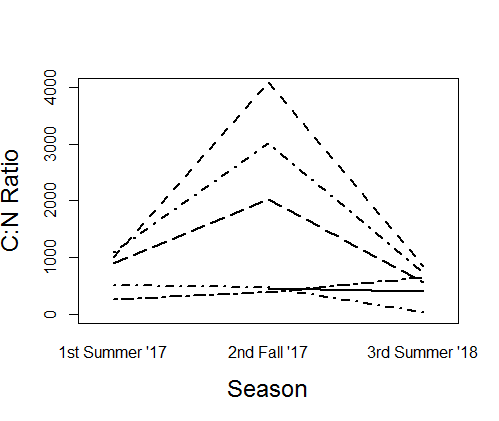 4000
3000
2000
1000
0
C:N Ratio
1st Summer '17 2nd Fall '17 3rd Summer '18
Season